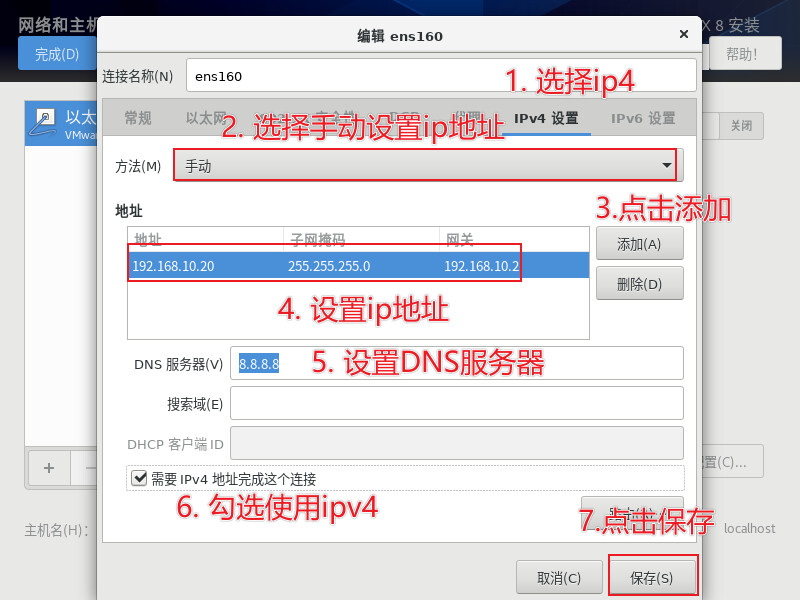 网络和主机
X 8 安装
完成(D)
帮助!
编辑 ens160
连接名称(N)
ens160
1. 选择ip4
以太
VMwa
关闭
常规
以太网
IPv4 设置
IPv6 设置
2. 选择手动设置ip地址
方法(M)
手动
地址
3.点击添加
地址
子网掩码
网关
添加(A)
192.168.10.20
255.255.255.0
192.168.10.2
删除(D)
4. 设置ip地址
DNS 服务器(V)
8.8.8.8
5. 设置DNS服务器
搜索域(E)
DHCP 客户端 ID
置(C)...
需要 IPv4 地址完成这个连接
6. 勾选使用ipv4
7.点击保存
主机名(H):
localhost
取消(C)
保存(S)